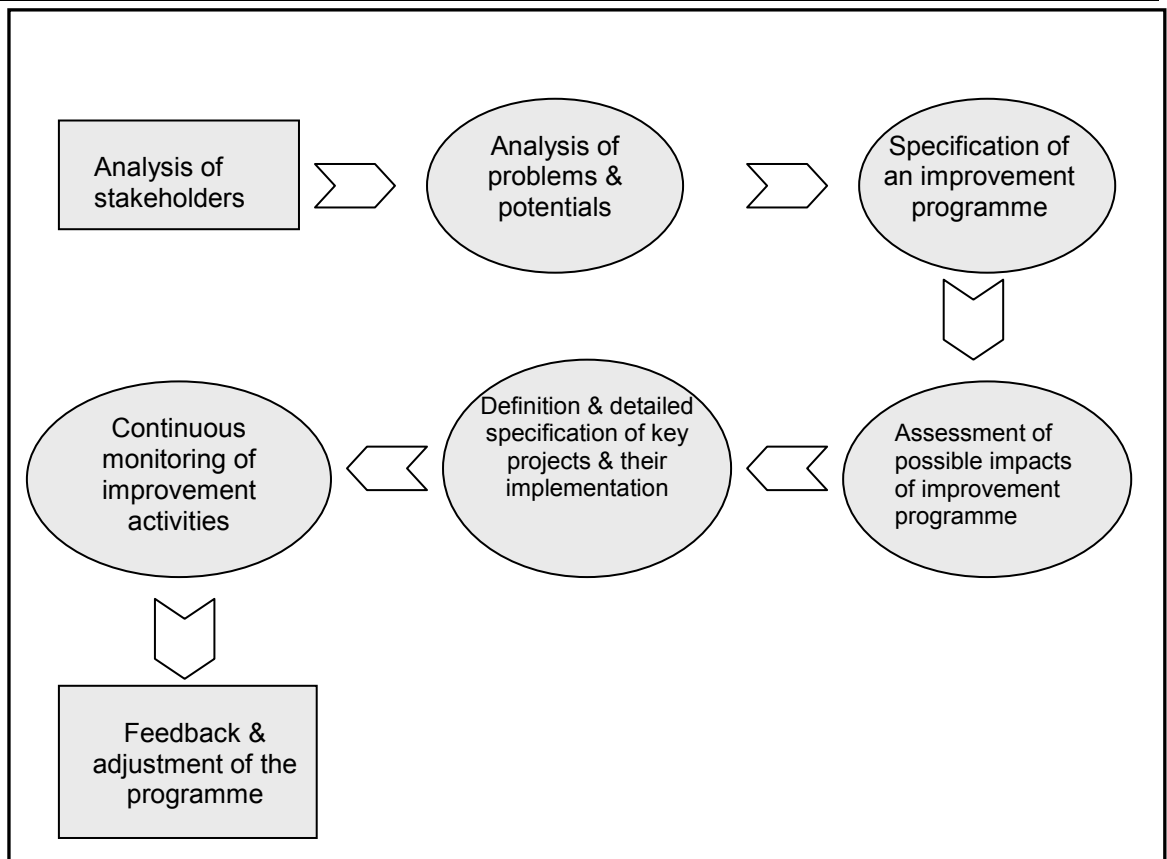 Analysis of
stakeholders
Analysis of
problems &
potentials
Specification of
an improvement
programme
Assessment of
possible impacts
of improvement
programme
Definition & detailed
specification of key
projects & their
implementation
Continuous
monitoring of
improvement
activities
Feedback &
adjustment of the
programme